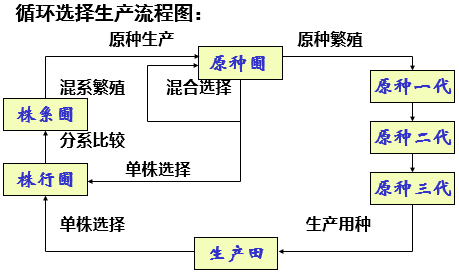 循环选择生产流程图：
原种生产
原种圃
原种繁殖
混系繁殖
混合选择
原种一代
株系圃
分系比较
原种二代
株行圃
单株选择
原种三代
单株选择
生产用种
生产田